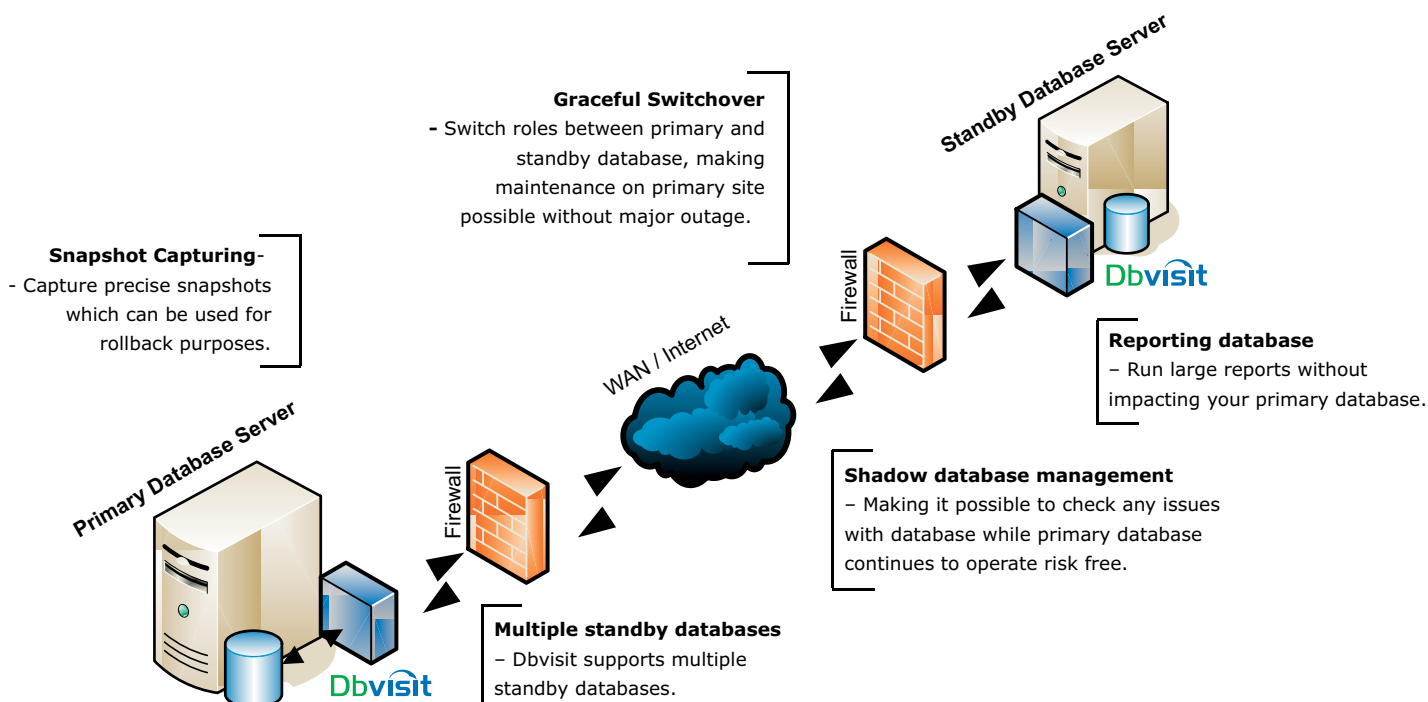 Standby Database Server
Graceful Switchover
- Switch roles between primary and
standby database, making
maintenance on primary site
possible without major outage.
Snapshot Capturing-
- Capture precise snapshots
which can be used for
rollback purposes.
Firewall
Dbvisit
WAN / Internet
Reporting database
– Run large reports without
impacting your primary database.
Primary Database Server
Firewall
Shadow database management
– Making it possible to check any issues
with database while primary database
continues to operate risk free.
Multiple standby databases
– Dbvisit supports multiple
standby databases.
Dbvisit